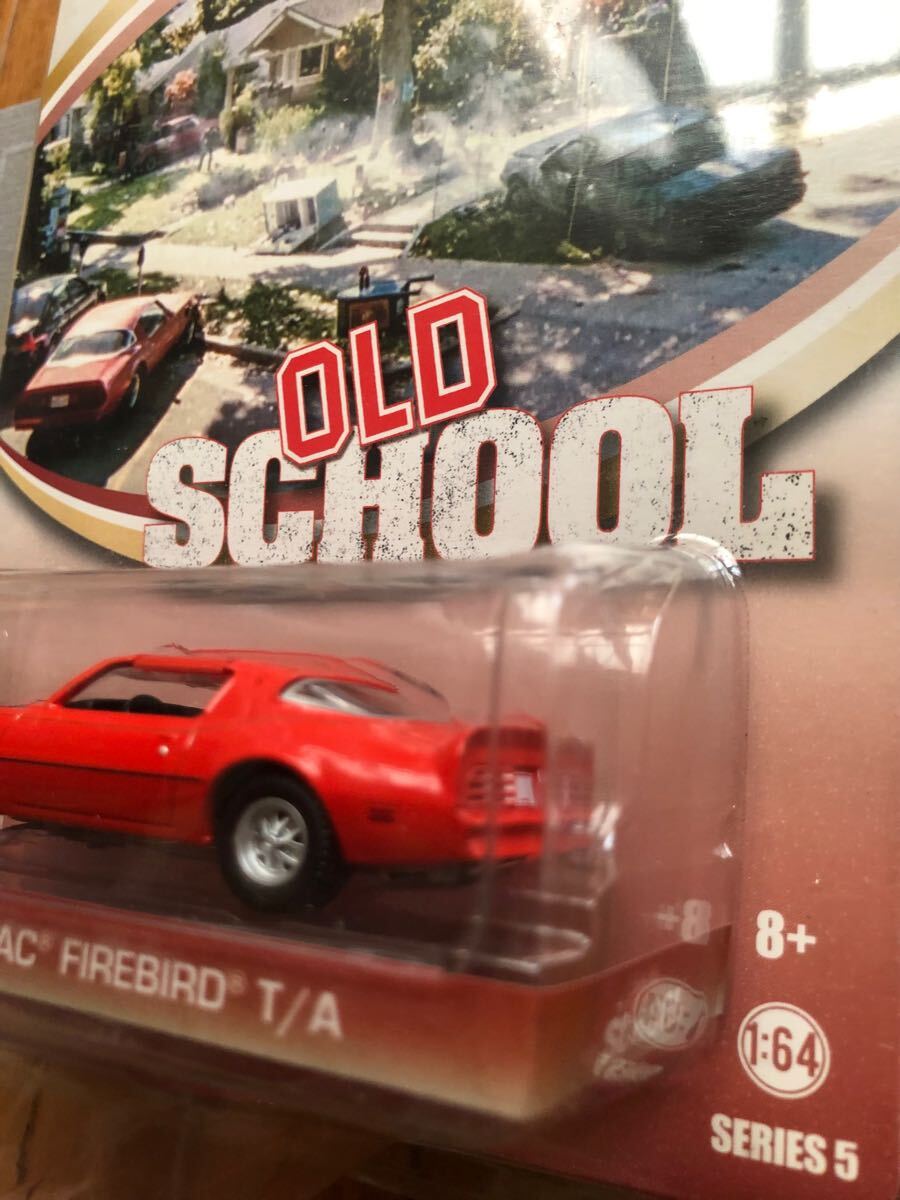 OLD
SCHOOL
AC® FIREBIRD® T/A
8+
1:64
SERIES 5